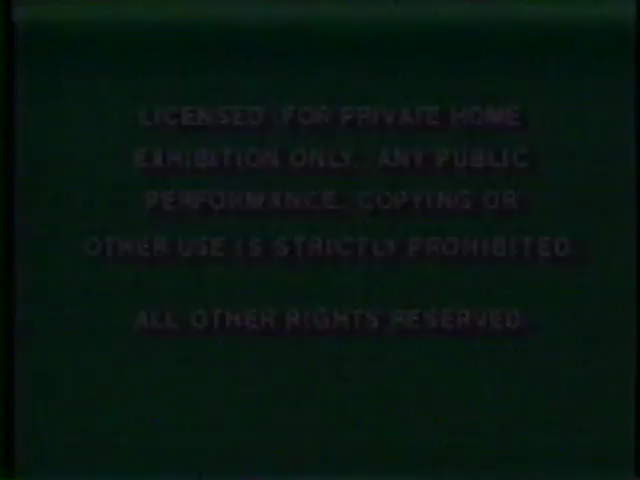 LICENSED FOR PRIVATE HOME
EXHIBITION ONLY. ANY PUBLIC
PERFORMANCE, COPYING OR
OTHER USE IS STRICTLY PROHIBITED.
ALL OTHER RIGHTS RESERVED.